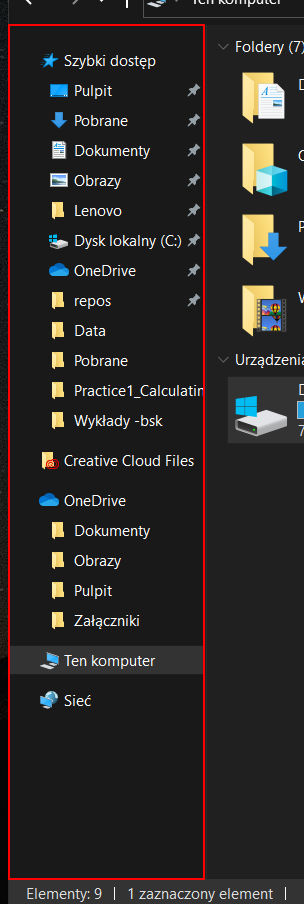 Ten komputer
Szybki dostęp
Pulpit
Pobrane
Dokumenty
Obrazy
Lenovo
Dysk lokalny (C:)
OneDrive
repos
Data
Pobrane
Practice1_Calculatin
Wykłady -bsk
Creative Cloud Files
OneDrive
Dokumenty
Obrazy
Pulpit
Załączniki
Ten komputer
Sieć
Foldery (7)
Urządzenia
Elementy: 9
1 zaznaczony element